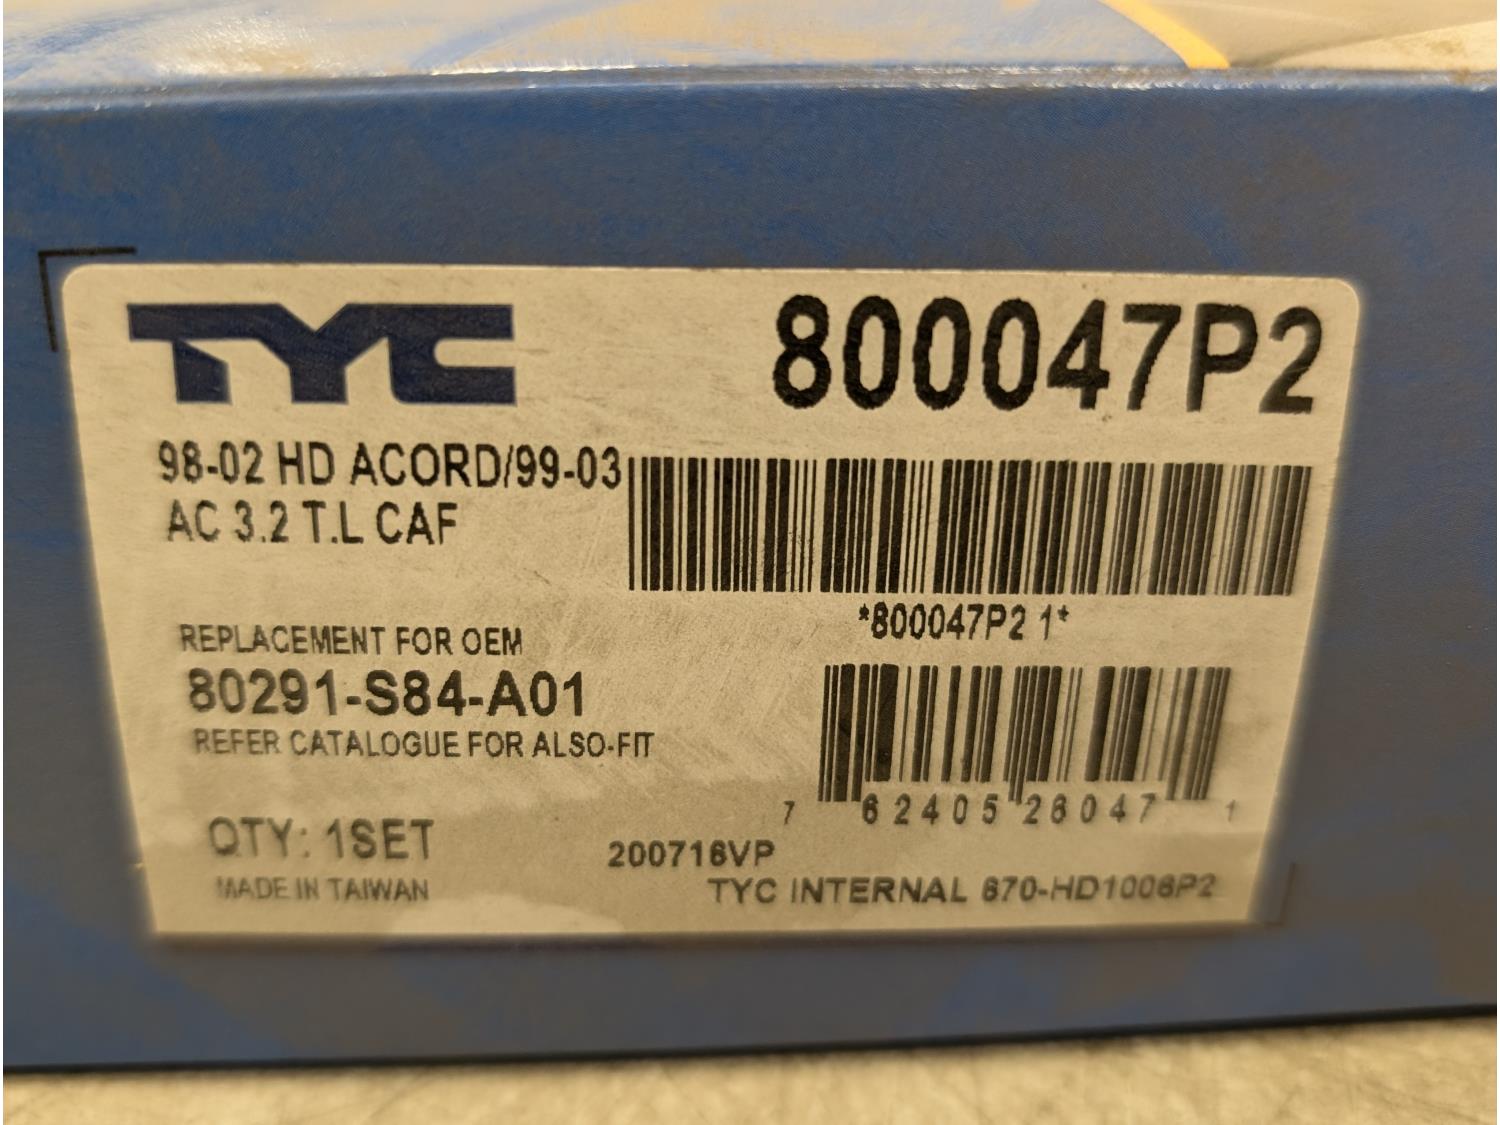 TYC
800047P2
98-02 HD ACORD/99-03
AC 3.2 T.L CAF
*800047P2 1*
REPLACEMENT FOR OEM
80291-S84-A01
REFER CATALOGUE FOR ALSO-FIT
7 62405 26047 1
QTY: 1SET
200716VP
MADE IN TAIWAN
TYC INTERNAL 670-HD1006P2